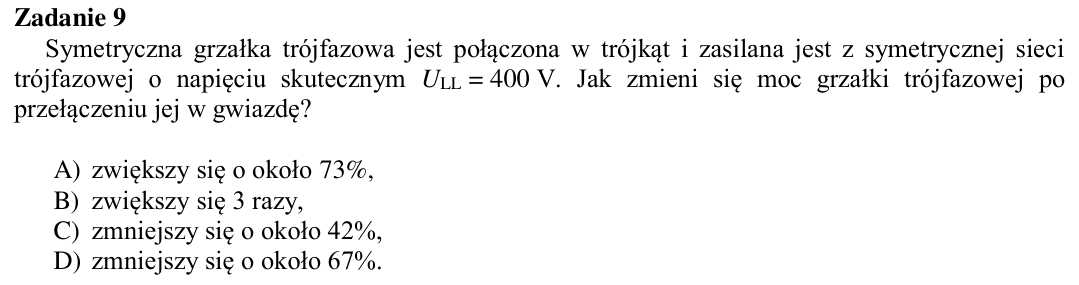 Zadanie 9
Symetryczna grzałka trójfazowa jest połączona w trójkąt i zasilana jest z symetrycznej sieci
trójfazowej o napięciu skutecznym U_LL = 400 V. Jak zmieni się moc grzałki trójfazowej po
przełączeniu jej w gwiazdę?
A) zwiększy się o około 73%,
B) zwiększy się 3 razy,
C) zmniejszy się o około 42%,
D) zmniejszy się o około 67%.